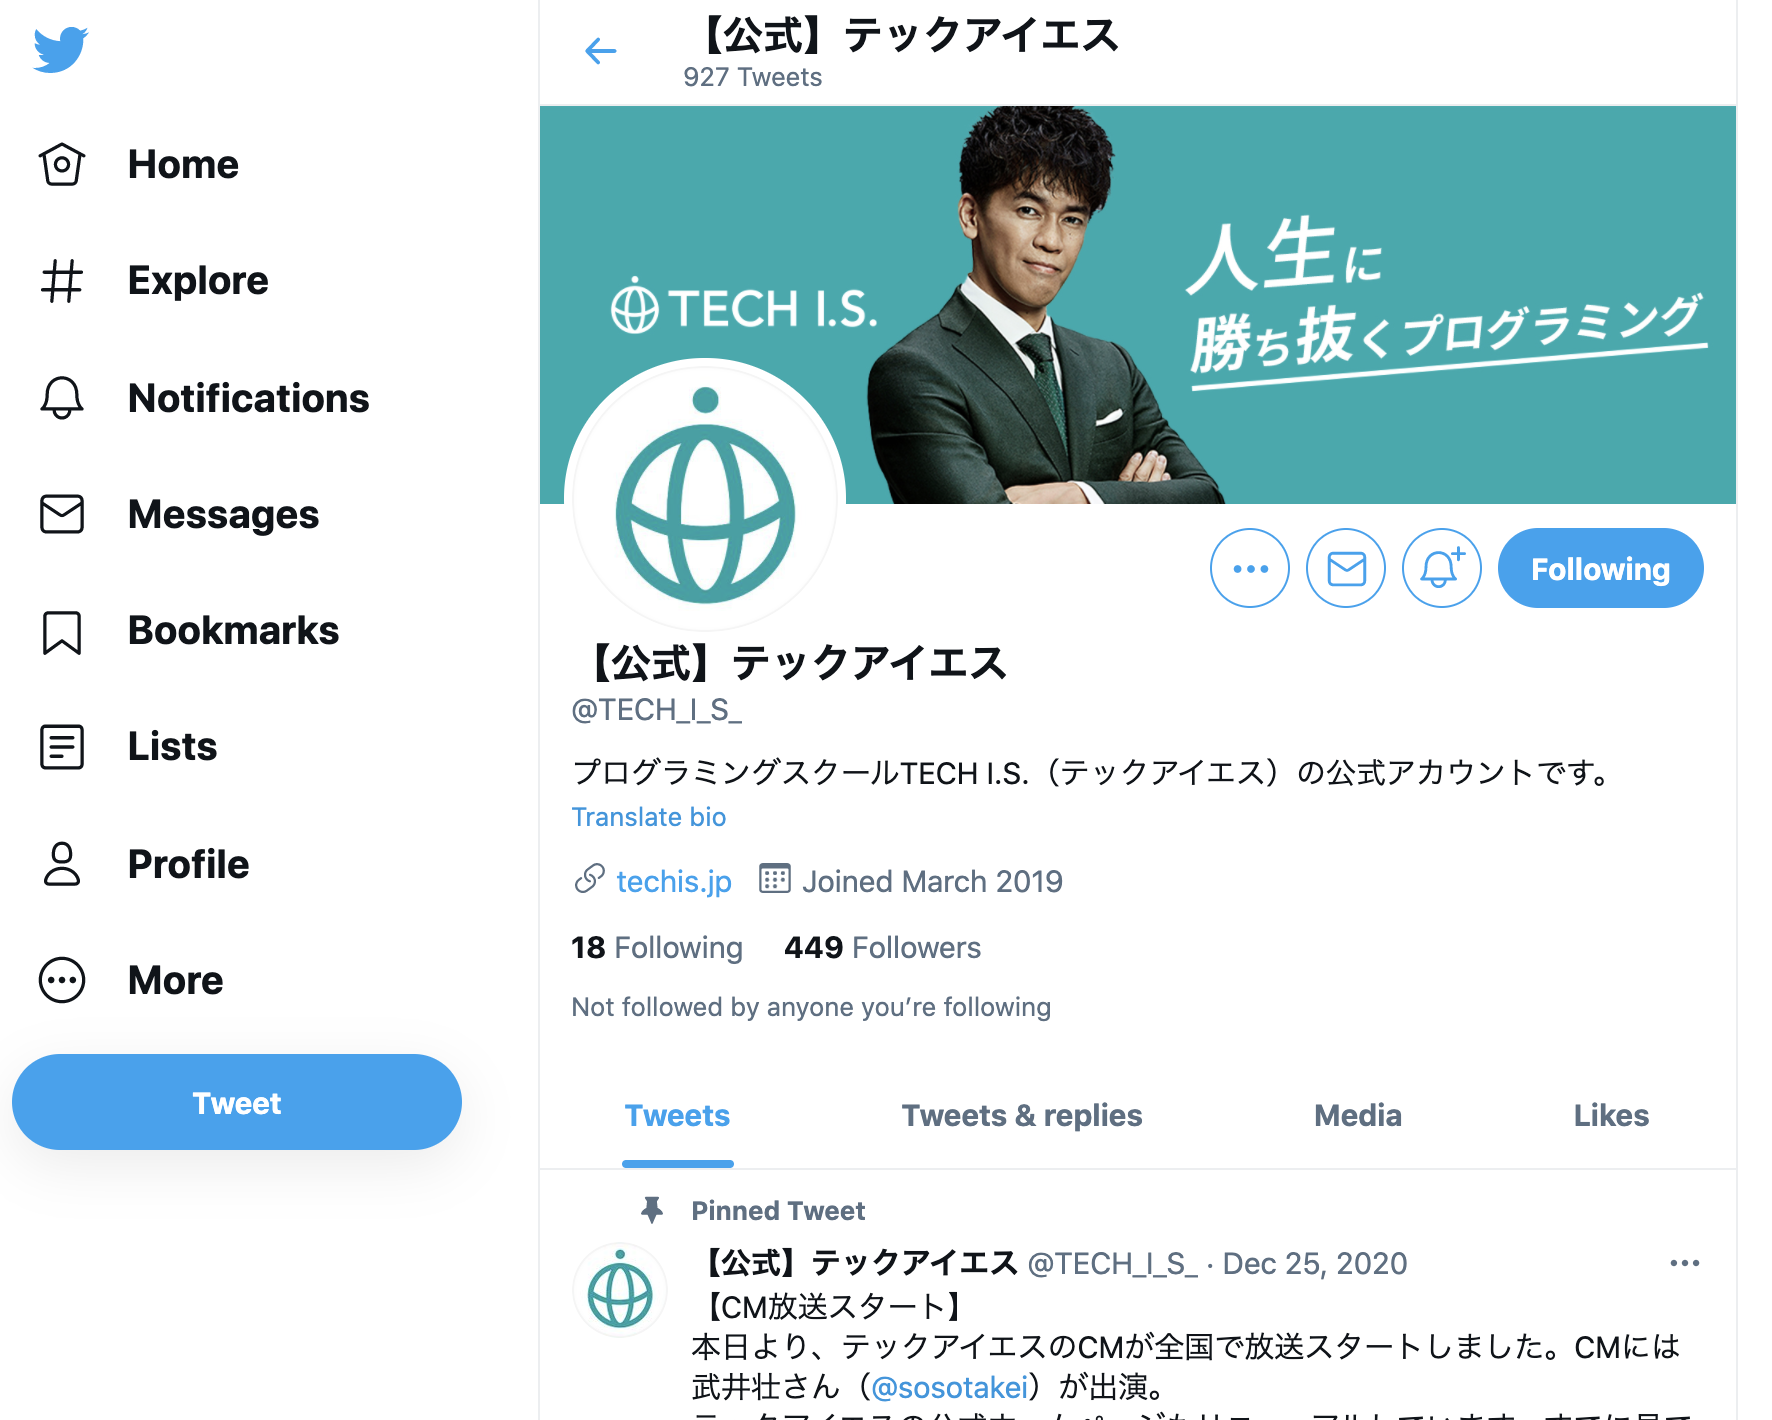 Home
Explore
Notifications
Messages
Bookmarks
Lists
Profile
More
Tweet
【公式】テックアイエス
927 Tweets
TECH I.S.
人生に
勝ち抜くプログラミング
Following
【公式】テックアイエス
@TECH_I_S_
プログラミングスクールTECH I.S.（テックアイエス）の公式アカウントです。
Translate bio
techis.jp Joined March 2019
18 Following 449 Followers
Not followed by anyone you’re following
Tweets Tweets & replies Media Likes
Pinned Tweet
【公式】テックアイエス @TECH_I_S_ · Dec 25, 2020
【CM放送スタート】
本日より、テックアイエスのCMが全国で放送スタートしました。CMには
武井壮さん（@sosotakei）が出演。